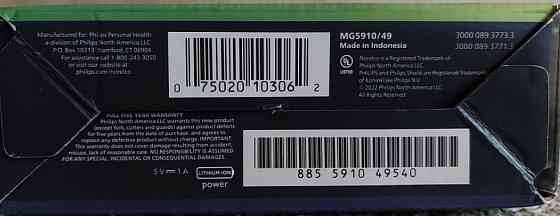 Manufactured for: Philips Personal Health
a division of Philips North America LLC
P.O. Box 10313 Stamford, CT 06904
For assistance call 1-800-243-3050
or visit our website at
philips.com/norelco
0 75020 10306 2
MG5910/49
Made in Indonesia
3000 089 3773.3
3000 089 3771.3
Norelco is a Registered Trademark of
Philips North America LLC.
PHILIPS and Philips Shield are Registered Trademarks
of Koninklijke Philips N.V.
© 2022 Philips North America LLC
All Rights Reserved.
FULL FIVE YEAR WARRANTY
Philips North America LLC warrants this new product
(except foils, cutters and guards) against product defects
for five years from the date of purchase, and agrees to
replace any defective product without charge. IMPORTANT:
This warranty does not cover damage resulting from accident,
misuse, lack of reasonable care. NO RESPONSIBILITY IS ASSUMED
FOR ANY SPECIAL, INCIDENTAL OR CONSEQUENTIAL DAMAGES.
5 V 1 A
LITHIUM-ION
power
885 5910 49540